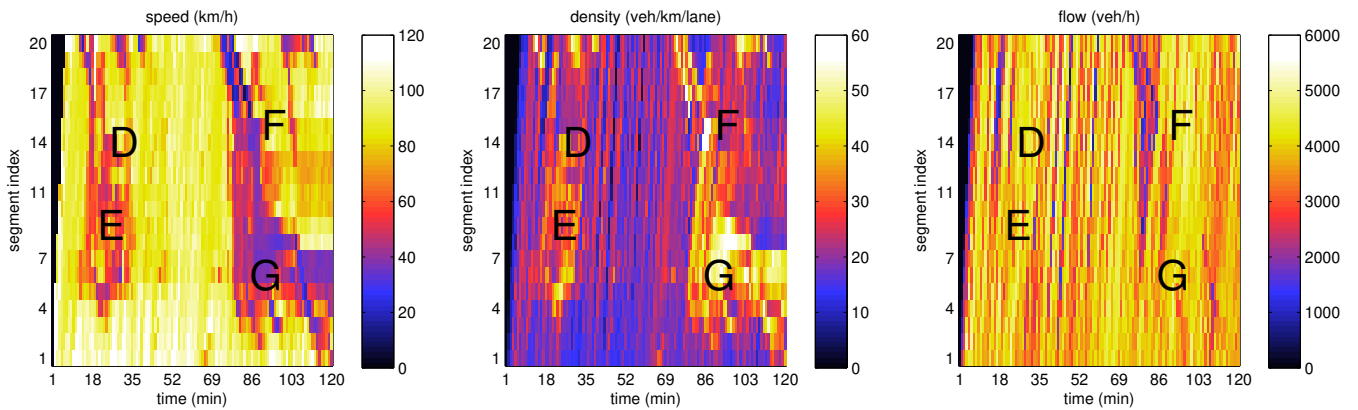 speed (km/h)
20
17
14
11
7
4
1
segment index
1 18 35 52 69 86 103 120
time (min)
120
100
80
60
40
20
0
D
E
F
G
density (veh/km/lane)
20
17
14
11
7
4
1
segment index
1 18 35 52 69 86 103 120
time (min)
60
50
40
30
20
10
0
D
E
F
G
flow (veh/h)
20
17
14
11
7
4
1
segment index
1 18 35 52 69 86 103 120
time (min)
6000
5000
4000
3000
2000
1000
0
D
E
F
G